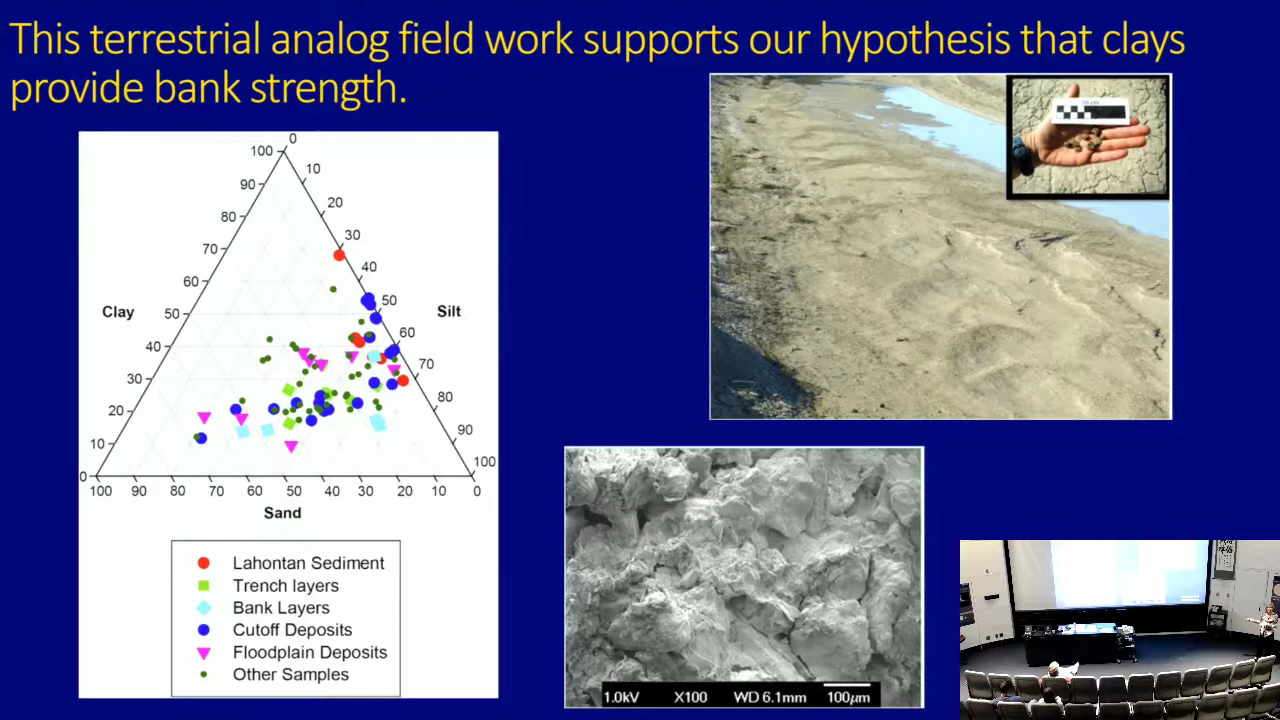 This terrestrial analog field work supports our hypothesis that clays
provide bank strength.
0
100
10
90
20
80
30
70
40
60
50
Clay
Silt
50
60
40
70
30
80
20
90
10
100
0
100 90 80 70 60 50 40 30 20 10 0
Sand
Lahontan Sediment
Trench layers
Bank Layers
Cutoff Deposits
Floodplain Deposits
Other Samples
1.0kV X100 WD 6.1mm 100μm